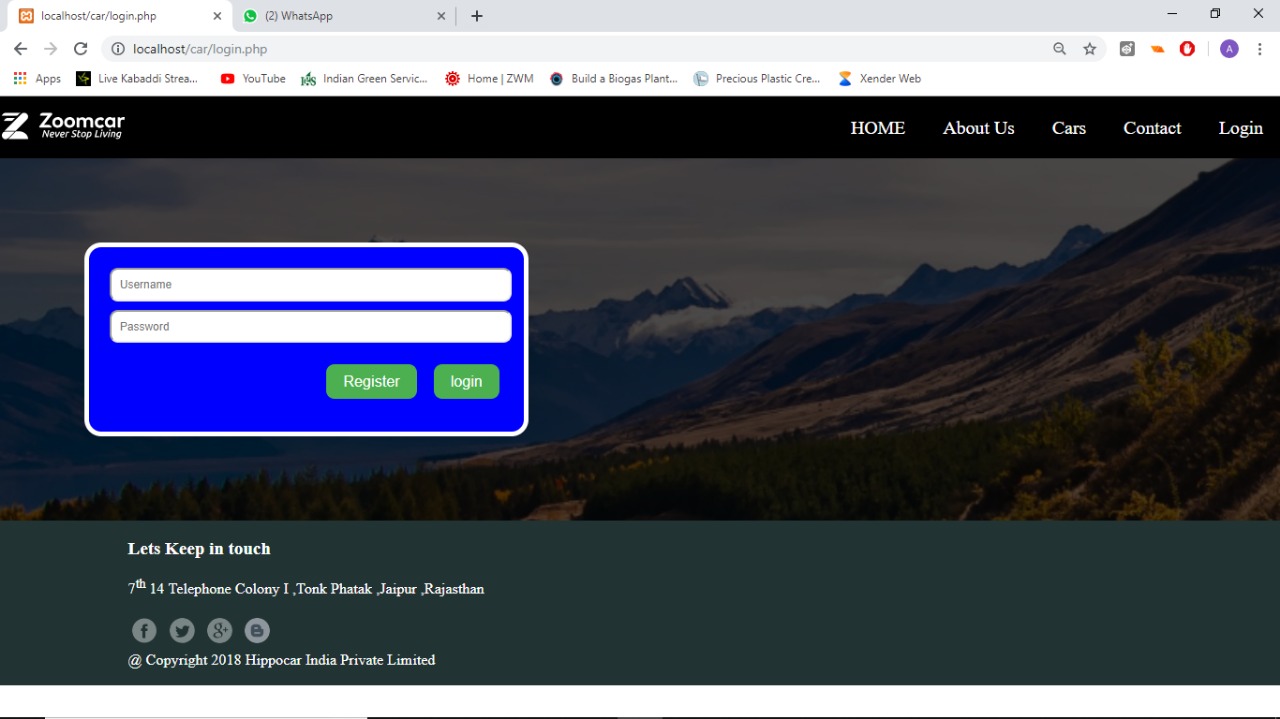 localhost/car/login.php
(2) WhatsApp
localhost/car/login.php
A
Apps
Live Kabaddi Strea...
YouTube
Indian Green Servic...
Home | ZWM
Build a Biogas Plant...
Precious Plastic Cre...
Xender Web
Zoomcar
Never Stop Living
HOME
About Us
Cars
Contact
Login
Username
Password
Register
login
Lets Keep in touch
7th 14 Telephone Colony I ,Tonk Phatak ,Jaipur ,Rajasthan
@ Copyright 2018 Hippocar India Private Limited